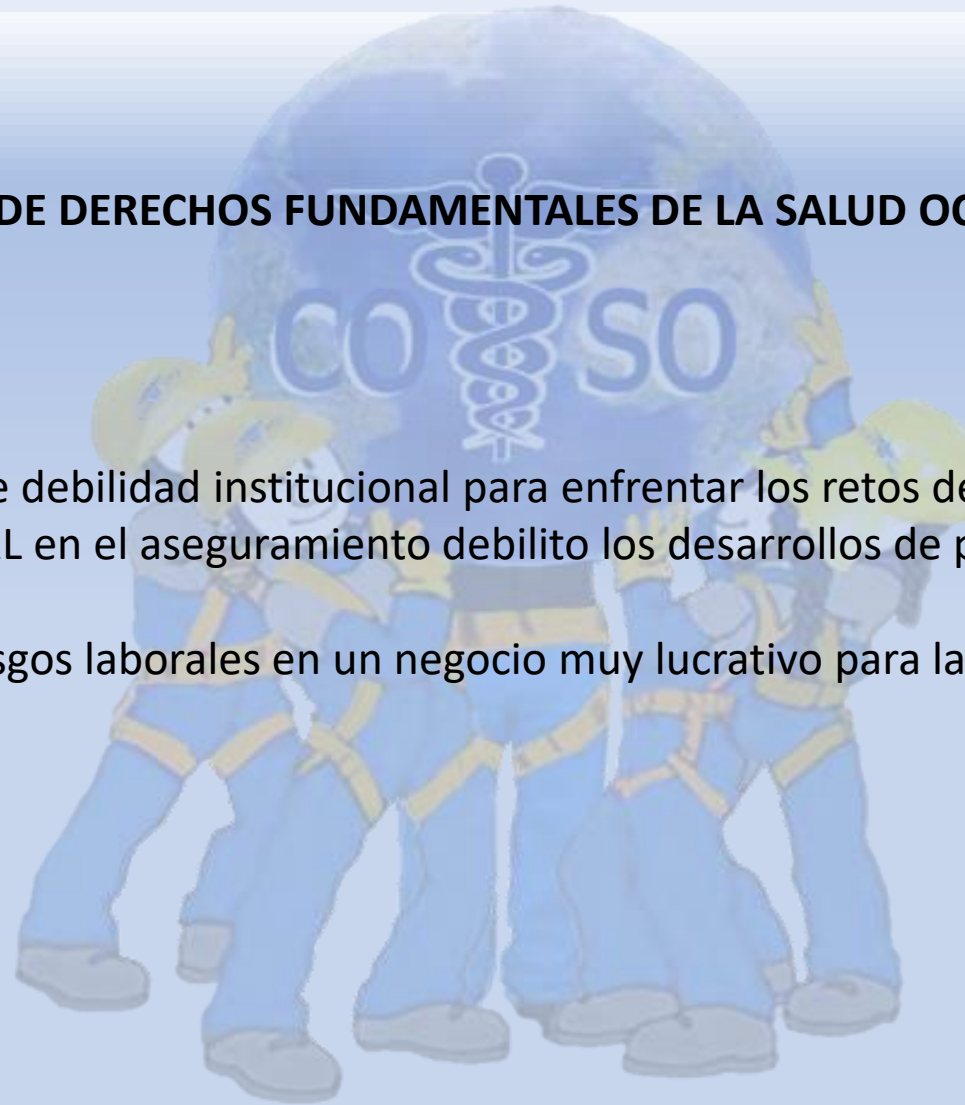 DE DERECHOS FUNDAMENTALES DE LA SALUD OC
CO SO
e debilidad institucional para enfrentar los retos de
L en el aseguramiento debilito los desarrollos de p
sgos laborales en un negocio muy lucrativo para la